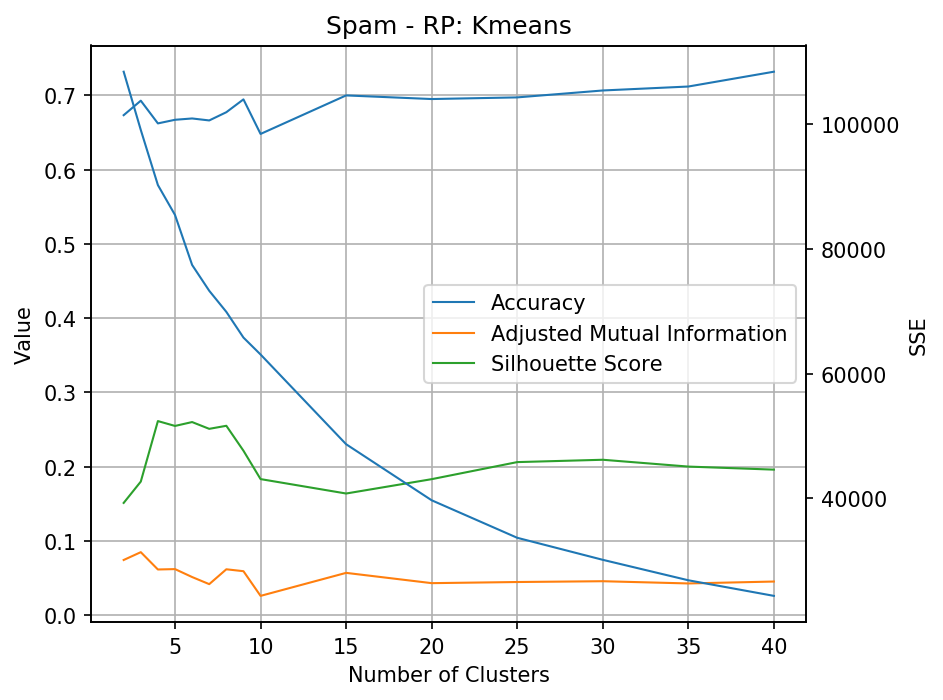 Spam - RP: Kmeans
0.7
0.6
0.5
0.4
0.3
0.2
0.1
0.0
Value
100000
80000
60000
40000
SSE
Accuracy
Adjusted Mutual Information
Silhouette Score
5 10 15 20 25 30 35 40
Number of Clusters